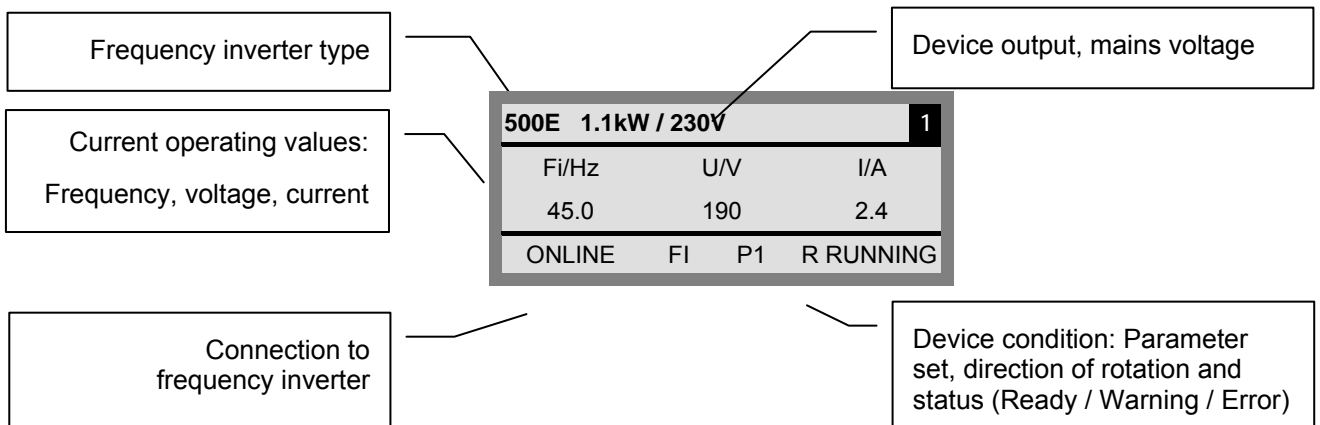 Frequency inverter type
Device output, mains voltage
Current operating values:
Frequency, voltage, current
500E 1.1kW / 230V 1
Fi/Hz U/V I/A
45.0 190 2.4
ONLINE FI P1 R RUNNING
Connection to
frequency inverter
Device condition: Parameter
set, direction of rotation and
status (Ready / Warning / Error)